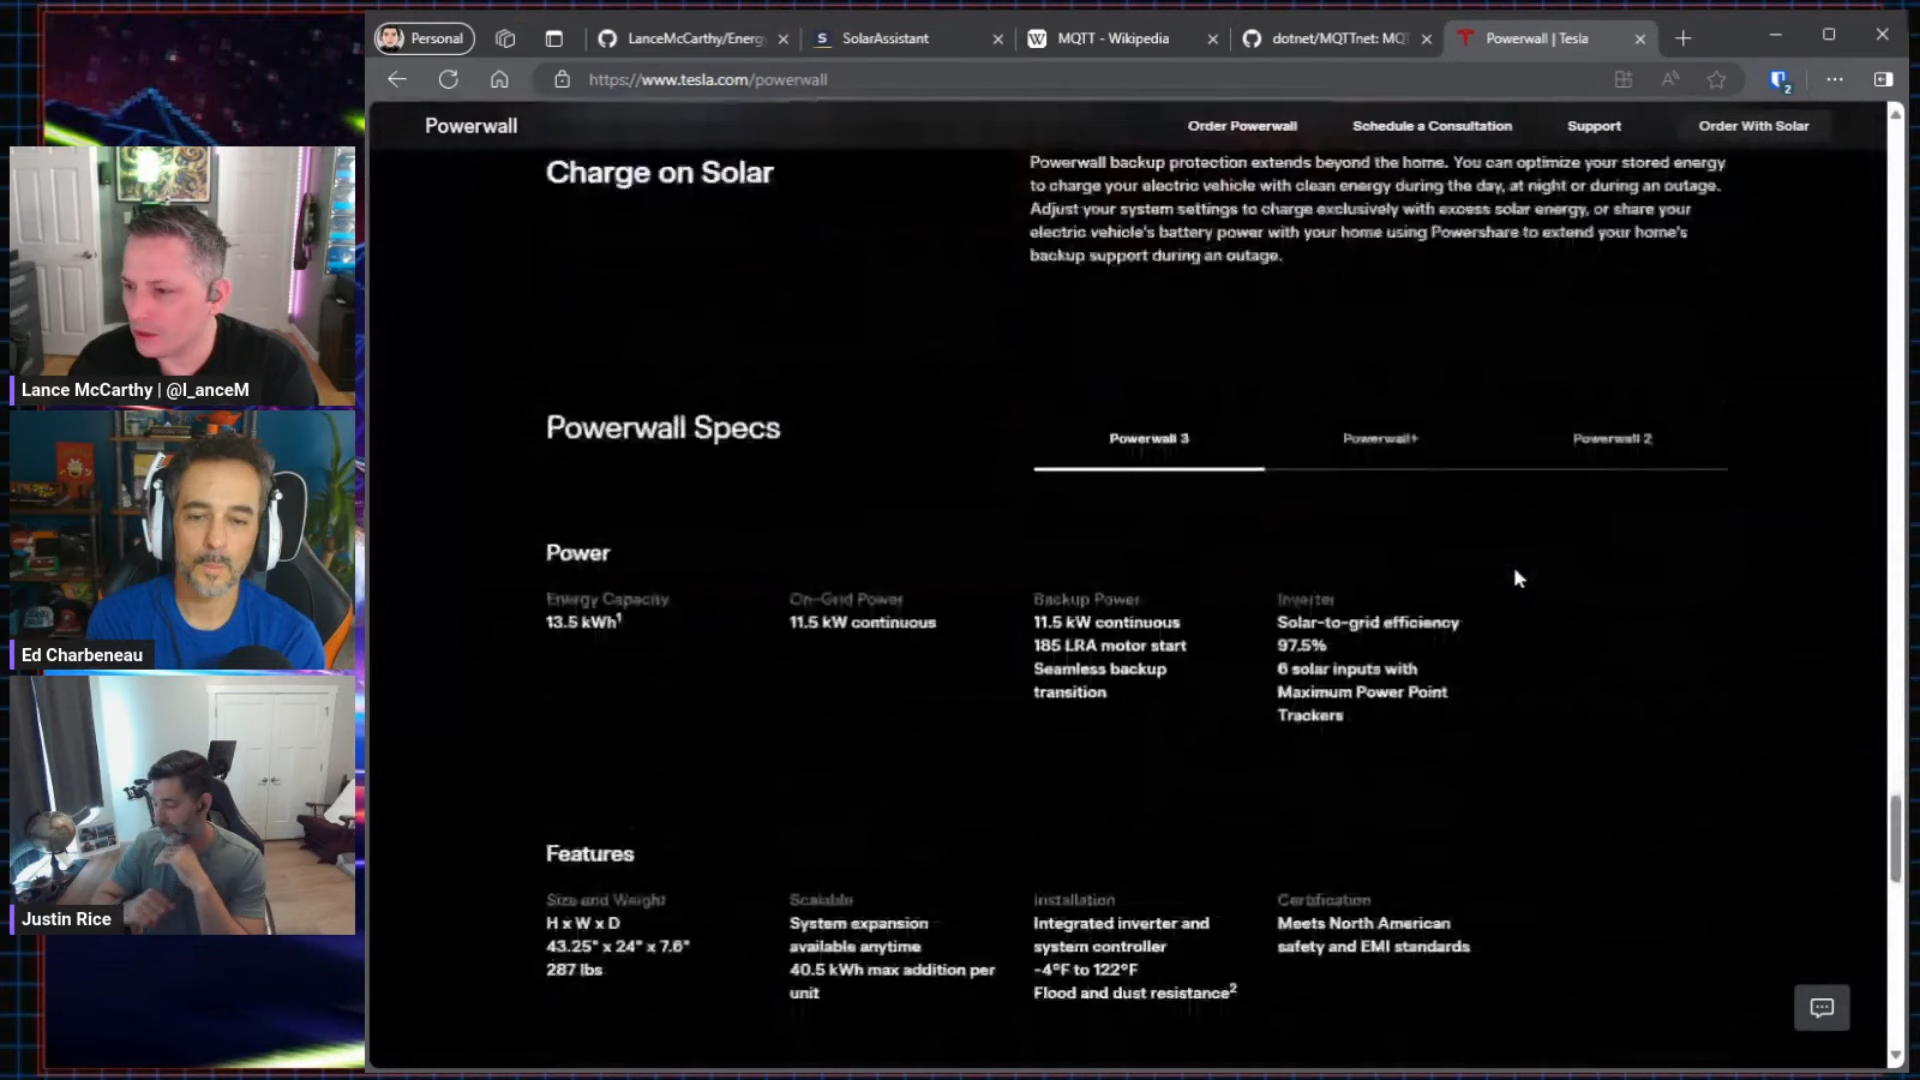 Personal
LanceMcCarthy/Energ
SolarAssistant
MQTT - Wikipedia
dotnet/MQTTnet: MQ
Powerwall | Tesla
https://www.tesla.com/powerwall
2
Powerwall
Order Powerwall
Schedule a Consultation
Support
Order With Solar
Charge on Solar
Powerwall backup protection extends beyond the home. You can optimize your stored energy
to charge your electric vehicle with clean energy during the day, at night or during an outage.
Adjust your system settings to charge exclusively with excess solar energy, or share your
electric vehicle's battery power with your home using Powershare to extend your home's
backup support during an outage.
Powerwall Specs
Powerwall 3
Powerwall+
Powerwall 2
Power
Energy Capacity
13.5 kWh¹
On-Grid Power
11.5 kW continuous
Backup Power
11.5 kW continuous
185 LRA motor start
Seamless backup
transition
Inverter
Solar-to-grid efficiency
97.5%
6 solar inputs with
Maximum Power Point
Trackers
Features
Size and Weight
H x W x D
43.25" x 24" x 7.6"
287 lbs
Scalable
System expansion
available anytime
40.5 kWh max addition per
unit
Installation
Integrated inverter and
system controller
-4°F to 122°F
Flood and dust resistance²
Certification
Meets North American
safety and EMI standards
Lance McCarthy | @l_anceM
Ed Charbeneau
Justin Rice